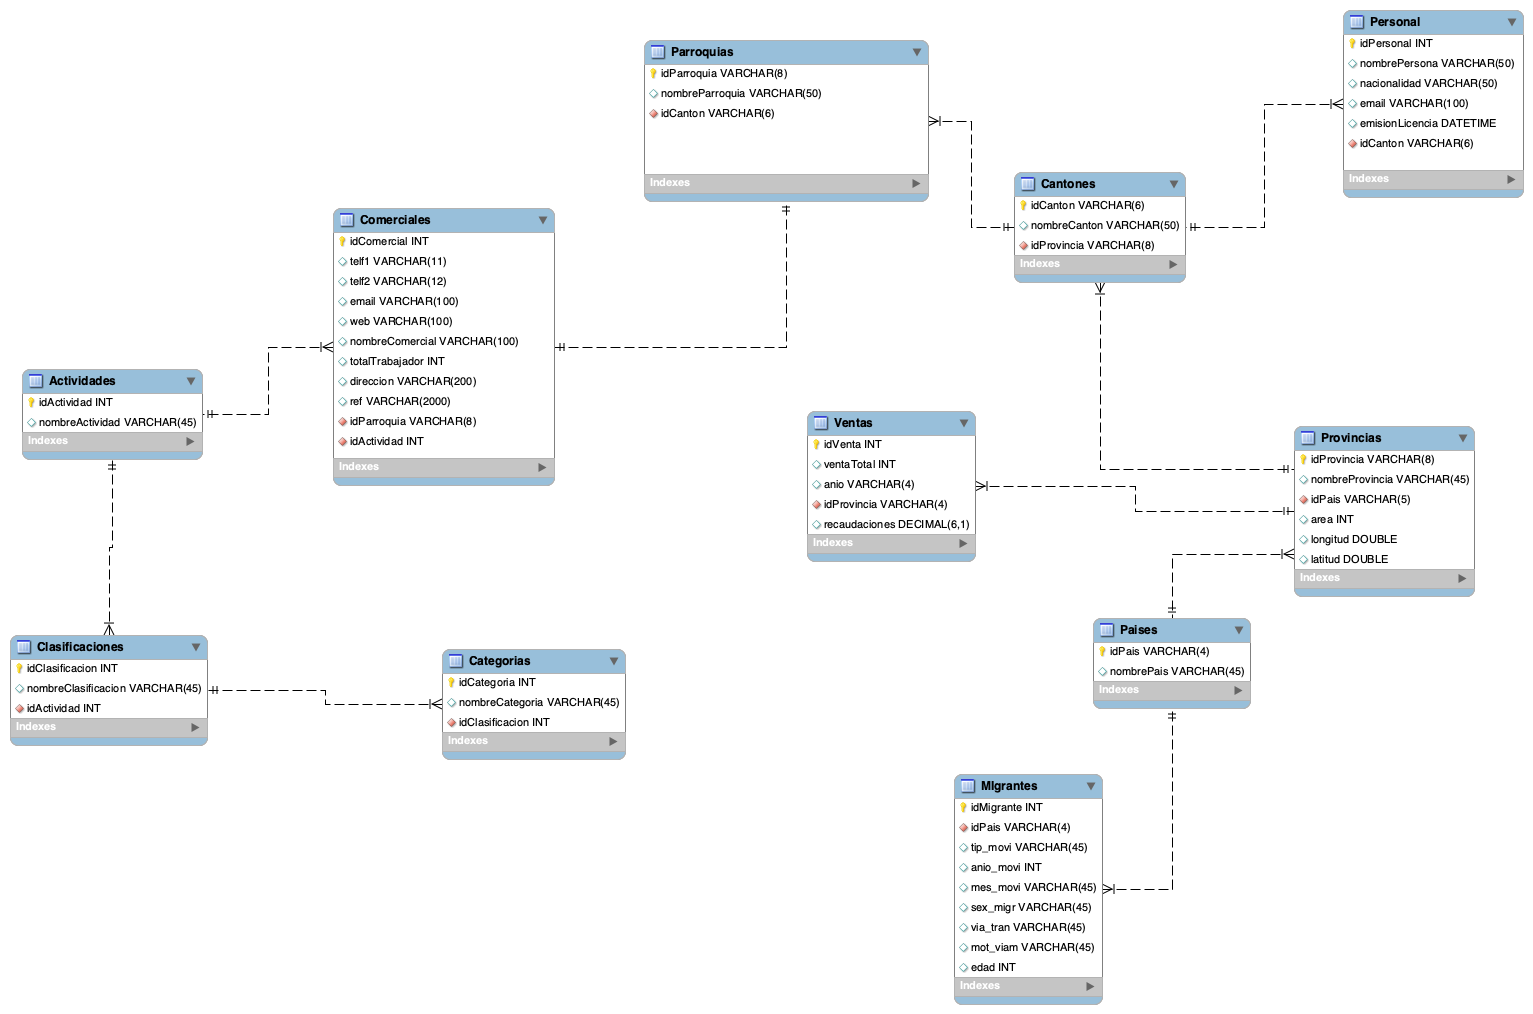 Personal
idPersonal INT
nombrePersona VARCHAR(50)
nacionalidad VARCHAR(50)
email VARCHAR(100)
emisionLicencia DATETIME
idCanton VARCHAR(6)
Indexes
Parroquias
idParroquia VARCHAR(8)
nombreParroquia VARCHAR(50)
idCanton VARCHAR(6)
Indexes
Cantones
idCanton VARCHAR(6)
nombreCanton VARCHAR(50)
idProvincia VARCHAR(8)
Indexes
Comerciales
idComercial INT
telf1 VARCHAR(11)
telf2 VARCHAR(12)
email VARCHAR(100)
web VARCHAR(100)
nombreComercial VARCHAR(100)
totalTrabajador INT
direccion VARCHAR(200)
ref VARCHAR(2000)
idParroquia VARCHAR(8)
idActividad INT
Indexes
Actividades
idActividad INT
nombreActividad VARCHAR(45)
Indexes
Ventas
idVenta INT
ventaTotal INT
anio VARCHAR(4)
idProvincia VARCHAR(4)
recaudaciones DECIMAL(6,1)
Indexes
Provincias
idProvincia VARCHAR(8)
nombreProvincia VARCHAR(45)
idPais VARCHAR(5)
area INT
longitud DOUBLE
latitud DOUBLE
Indexes
Paises
idPais VARCHAR(4)
nombrePais VARCHAR(45)
Indexes
Clasificaciones
idClasificacion INT
nombreClasificacion VARCHAR(45)
idActividad INT
Indexes
Categorias
idCategoria INT
nombreCategoria VARCHAR(45)
idClasificacion INT
Indexes
MIgrantes
idMigrante INT
idPais VARCHAR(4)
tip_movi VARCHAR(45)
anio_movi INT
mes_movi VARCHAR(45)
sex_migr VARCHAR(45)
via_tran VARCHAR(45)
mot_viam VARCHAR(45)
edad INT
Indexes